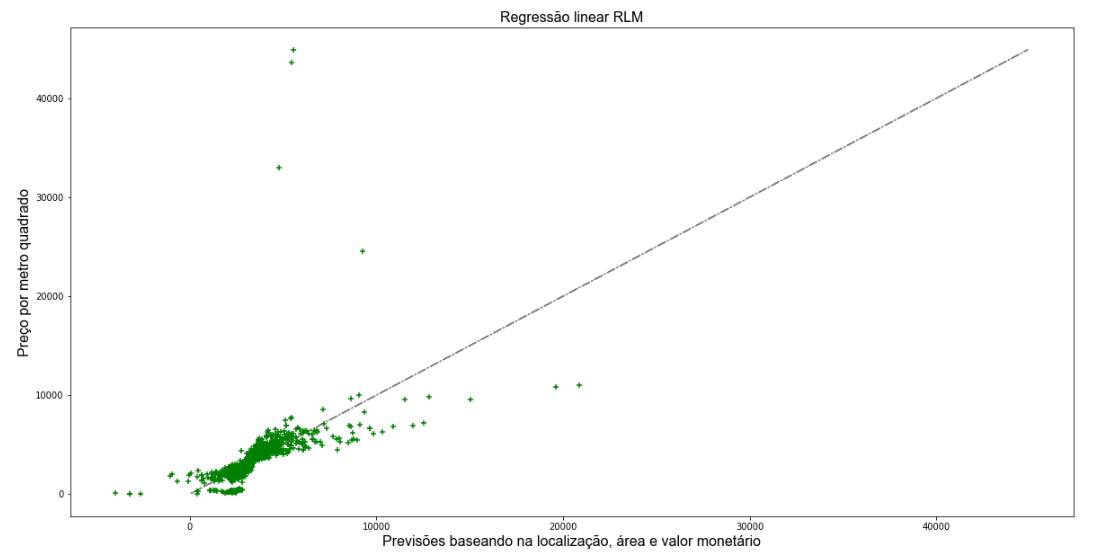 Regressão linear RLM
Preço por metro quadrado
40000
30000
20000
10000
0
0 10000 20000 30000 40000
Previsões baseando na localização, área e valor monetário